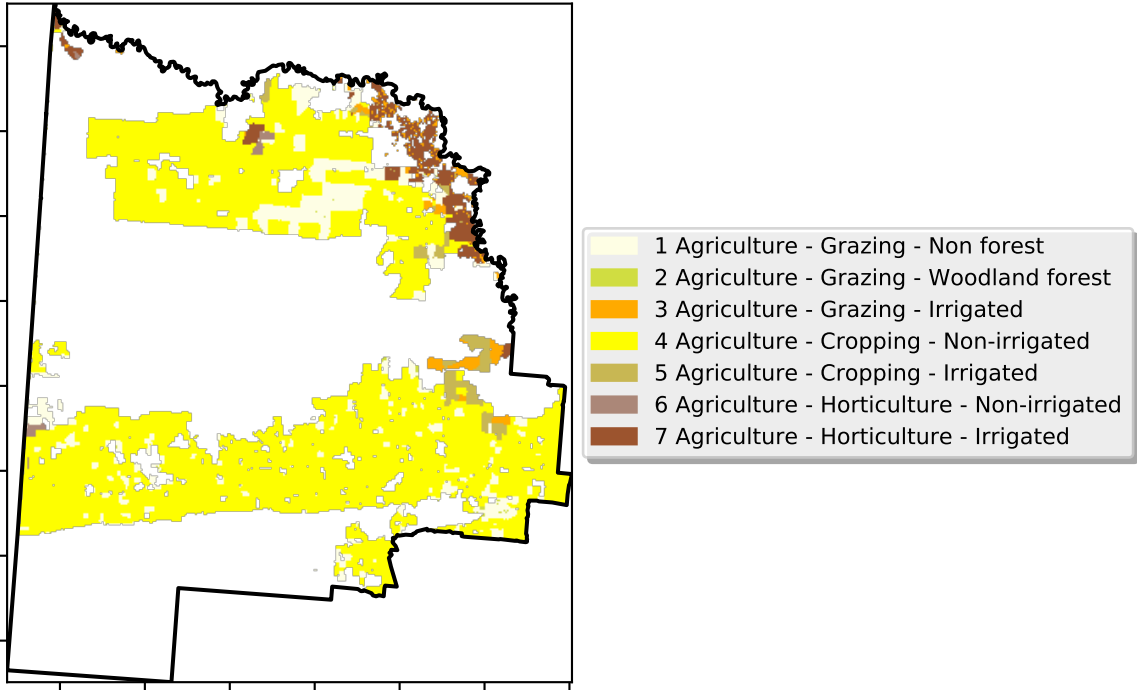 1 Agriculture - Grazing - Non forest
2 Agriculture - Grazing - Woodland forest
3 Agriculture - Grazing - Irrigated
4 Agriculture - Cropping - Non-irrigated
5 Agriculture - Cropping - Irrigated
6 Agriculture - Horticulture - Non-irrigated
7 Agriculture - Horticulture - Irrigated